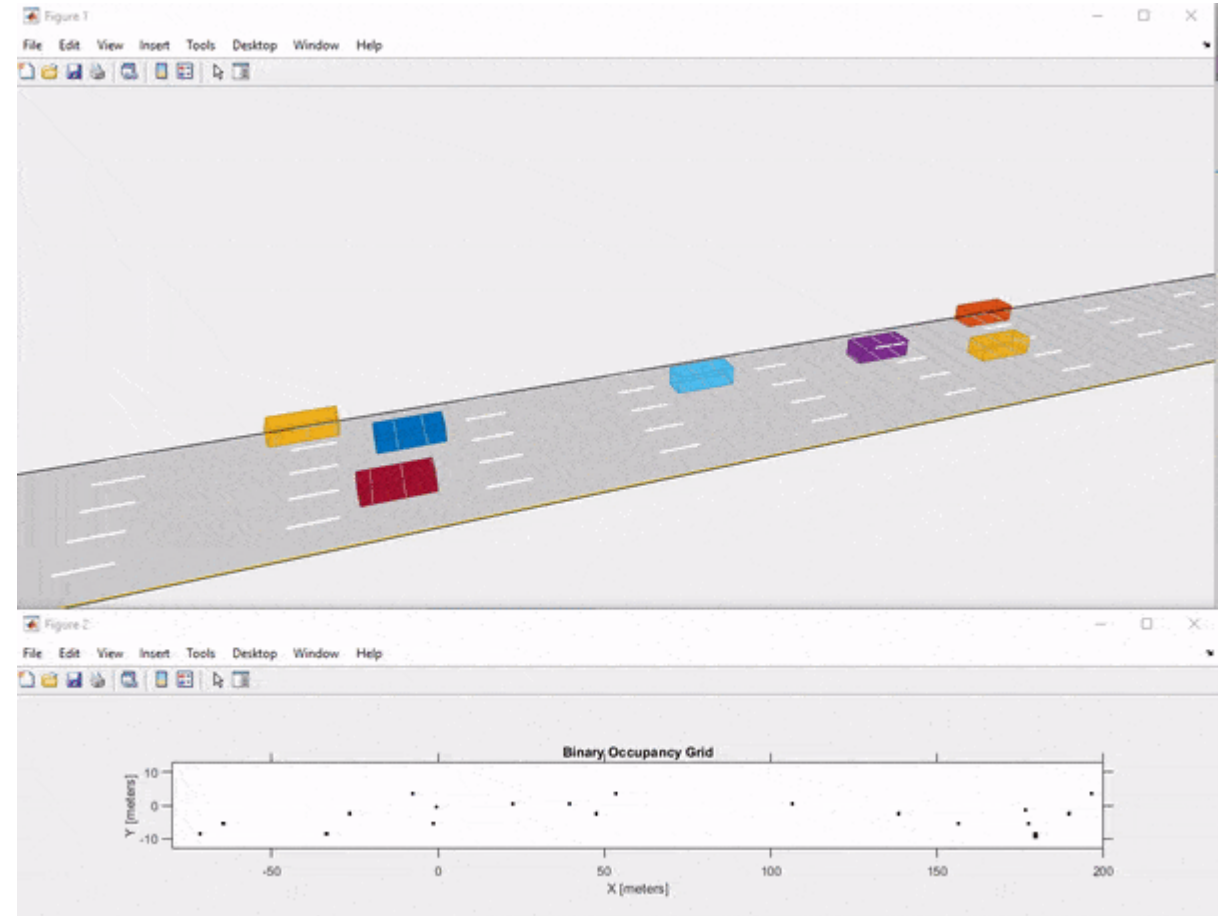 Figure 1
File Edit View Insert Tools Desktop Window Help
Figure 2
File Edit View Insert Tools Desktop Window Help
Binary Occupancy Grid
10
0
-10
Y [meters]
-50 0 50 100 150 200
X [meters]